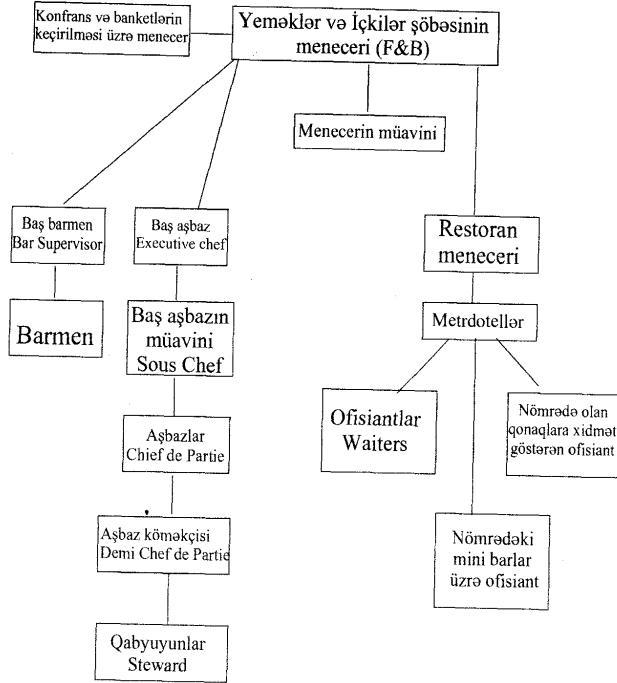 Konfrans və banketlərin
keçirilməsi üzrə menecer
Yeməklər və İçkilər şöbəsinin
meneceri (F&B)
Menecerin müavini
Baş barmen
Bar Supervisor
Baş aşbaz
Executive chef
Restoran
meneceri
Barmen
Baş aşbazın
müavini
Sous Chef
Metrdotellər
Ofisiantlar
Waiters
Nömrədə olan
qonaqlara xidmət
göstərən ofisiant
Aşbazlar
Chief de Partie
Aşbaz köməkçisi
Demi Chef de Partie
Nömrədəki
mini barlar
üzrə ofisiant
Qabyuyunlar
Steward